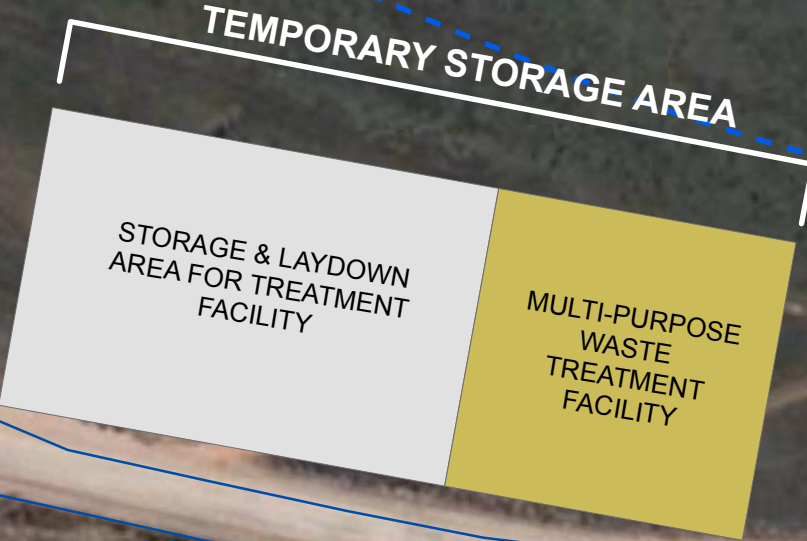 TEMPORARY STORAGE AREA
STORAGE & LAYDOWN
AREA FOR TREATMENT
FACILITY
MULTI-PURPOSE
WASTE
TREATMENT
FACILITY